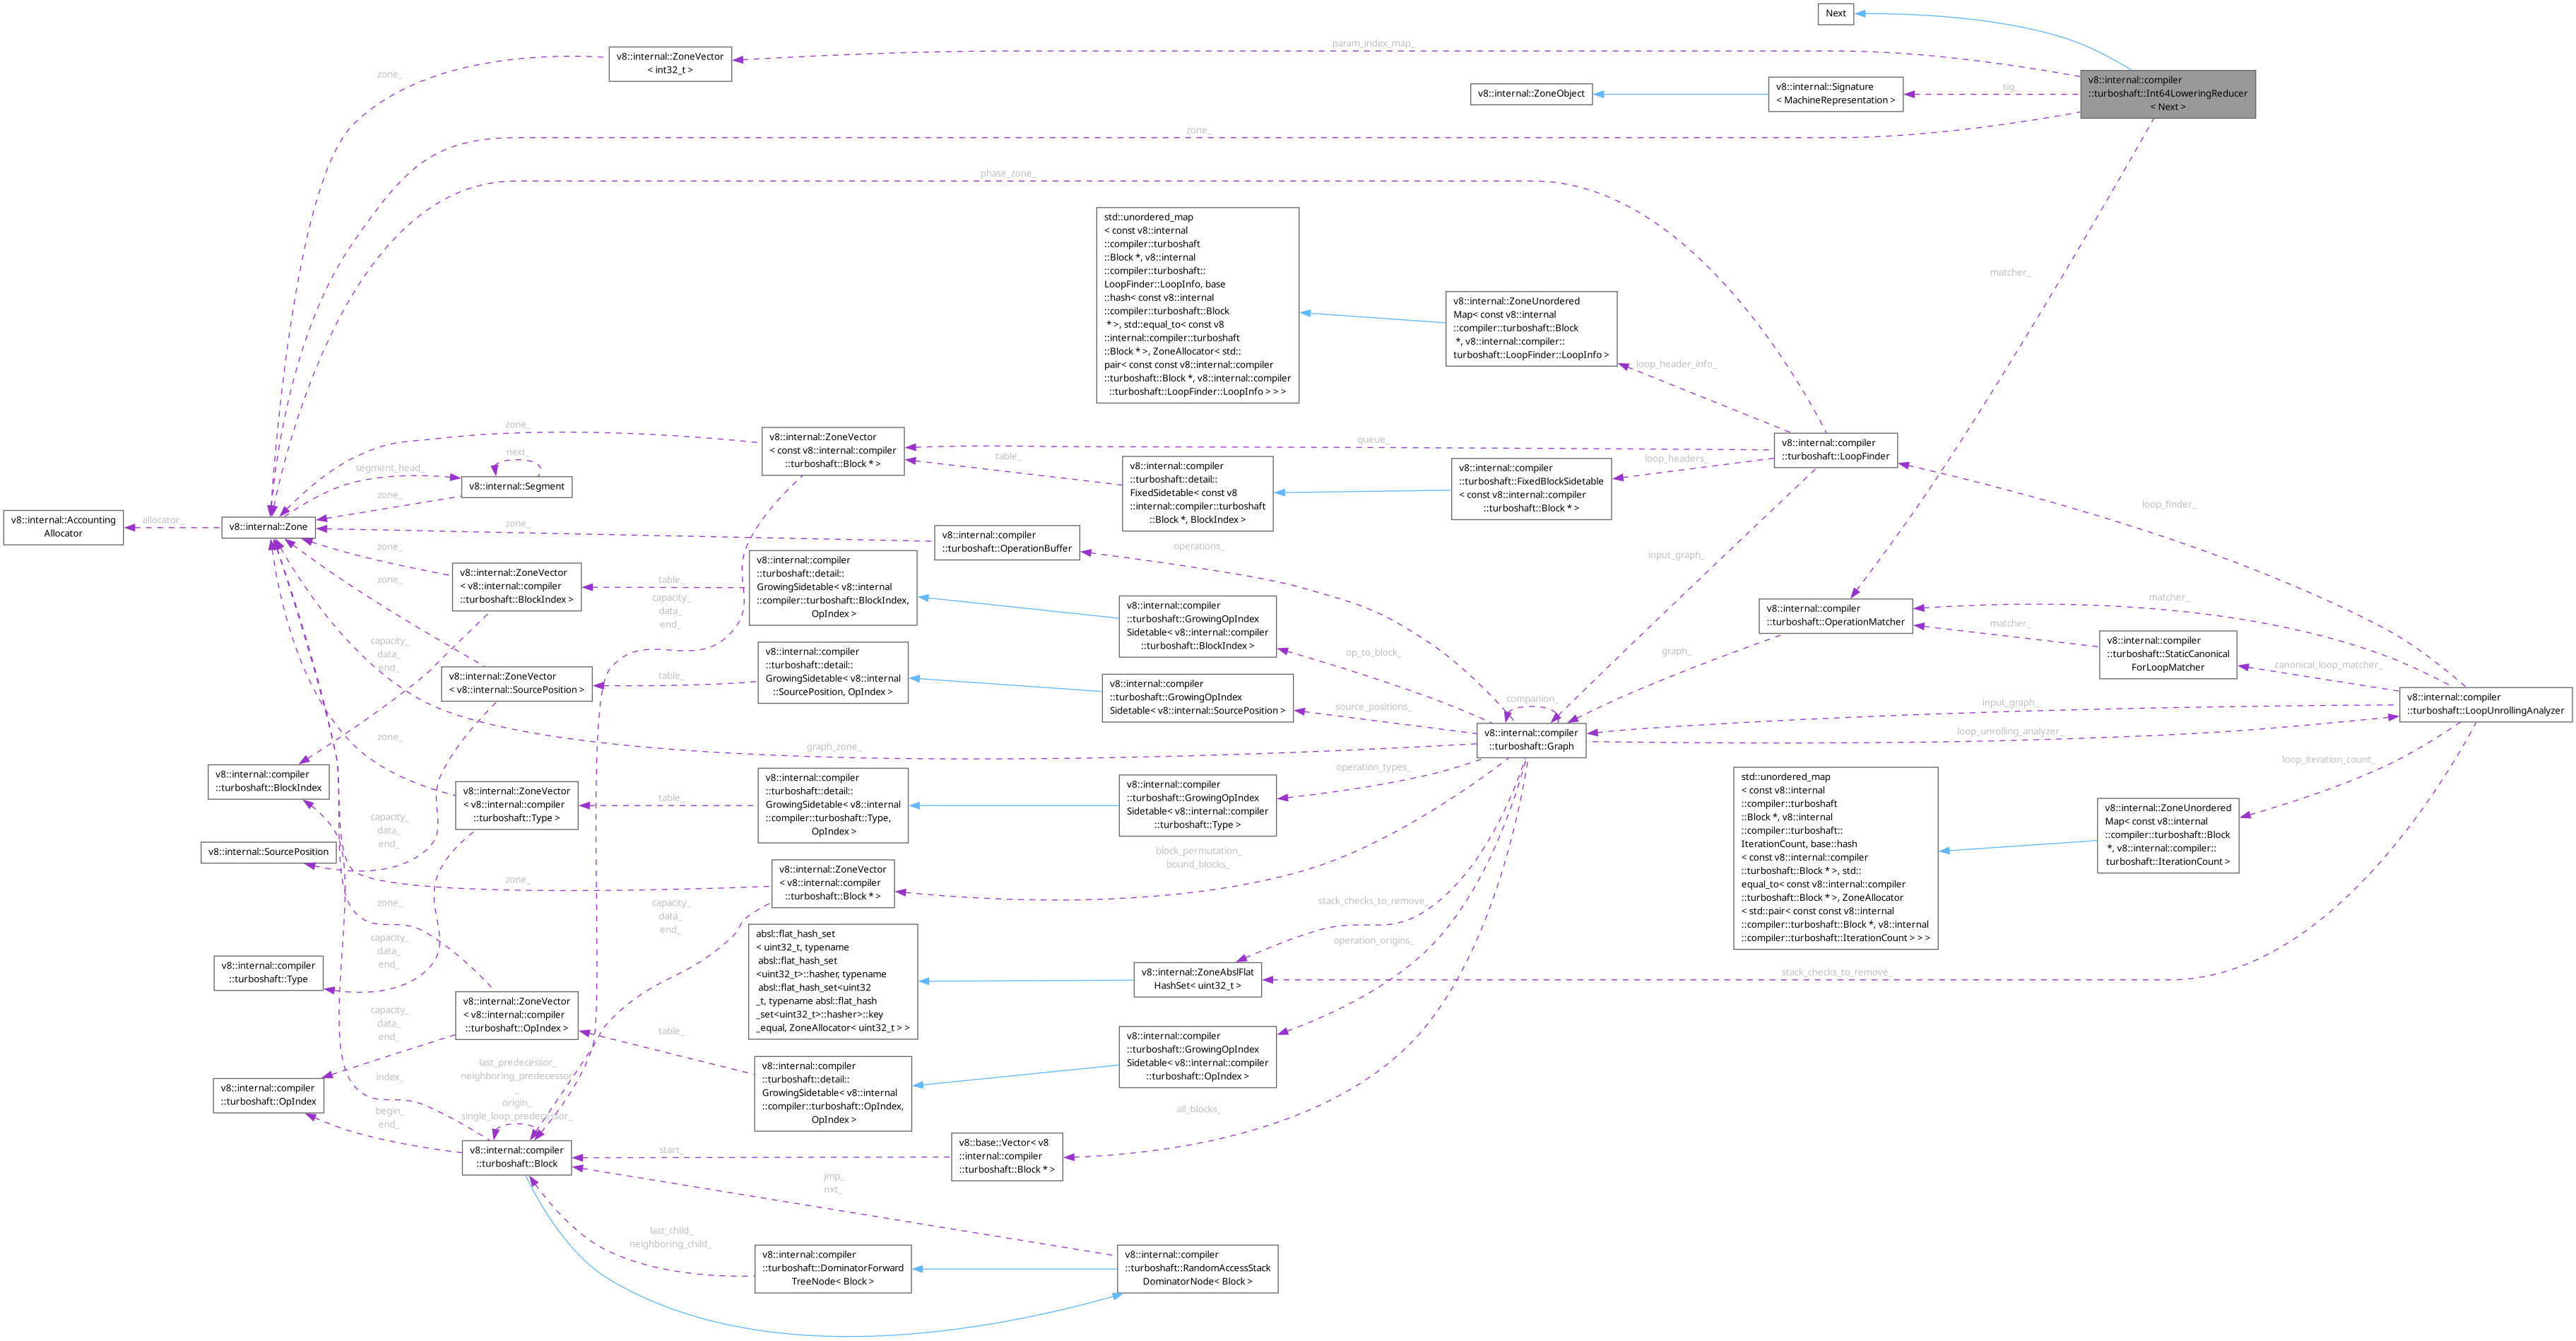 Next
param_index_map_
v8::internal::ZoneVector
< int32_t >
zone_
v8::internal::compiler
::turboshaft::Int64LoweringReducer
< Next >
sig_
v8::internal::Signature
< MachineRepresentation >
v8::internal::ZoneObject
zone_
phase_zone_
matcher_
std::unordered_map
< const v8::internal
::compiler::turboshaft
::Block *, v8::internal
::compiler::turboshaft::
LoopFinder::LoopInfo, base
::hash< const v8::internal
::compiler::turboshaft::Block
* >, std::equal_to< const v8
::internal::compiler::turboshaft
::Block * >, ZoneAllocator< std::
pair< const const v8::internal::compiler
::turboshaft::Block *, v8::internal::compiler
::turboshaft::LoopFinder::LoopInfo > > >
v8::internal::ZoneUnordered
Map< const v8::internal
::compiler::turboshaft::Block
*, v8::internal::compiler::
turboshaft::LoopFinder::LoopInfo >
loop_header_info_
v8::internal::compiler
::turboshaft::LoopFinder
queue_
loop_headers_
v8::internal::compiler
::turboshaft::FixedBlockSidetable
< const v8::internal::compiler
::turboshaft::Block * >
v8::internal::compiler
::turboshaft::detail::
FixedSidetable< const v8
::internal::compiler::turboshaft
::Block *, BlockIndex >
table_
v8::internal::ZoneVector
< const v8::internal::compiler
::turboshaft::Block * >
zone_
segment_head_
next_
v8::internal::Segment
zone_
v8::internal::Accounting
Allocator
allocator_
v8::internal::Zone
zone_
v8::internal::compiler
::turboshaft::OperationBuffer
operations_
input_graph_
loop_finder_
zone_
v8::internal::ZoneVector
< v8::internal::compiler
::turboshaft::BlockIndex >
table_
v8::internal::compiler
::turboshaft::detail::
GrowingSidetable< v8::internal
::compiler::turboshaft::BlockIndex,
OpIndex >
v8::internal::compiler
::turboshaft::GrowingOpIndex
Sidetable< v8::internal::compiler
::turboshaft::BlockIndex >
op_to_block_
v8::internal::compiler
::turboshaft::OperationMatcher
matcher_
matcher_
v8::internal::compiler
::turboshaft::StaticCanonical
ForLoopMatcher
canonical_loop_matcher_
graph_
zone_
capacity_
data_
end_
capacity_
data_
end_
v8::internal::ZoneVector
< v8::internal::SourcePosition >
table_
v8::internal::compiler
::turboshaft::detail::
GrowingSidetable< v8::internal
::SourcePosition, OpIndex >
v8::internal::compiler
::turboshaft::GrowingOpIndex
Sidetable< v8::internal::SourcePosition >
source_positions_
companion_
v8::internal::compiler
::turboshaft::Graph
input_graph_
loop_unrolling_analyzer_
v8::internal::compiler
::turboshaft::LoopUnrollingAnalyzer
graph_zone_
zone_
v8::internal::compiler
::turboshaft::BlockIndex
v8::internal::ZoneVector
< v8::internal::compiler
::turboshaft::Type >
table_
v8::internal::compiler
::turboshaft::detail::
GrowingSidetable< v8::internal
::compiler::turboshaft::Type,
OpIndex >
v8::internal::compiler
::turboshaft::GrowingOpIndex
Sidetable< v8::internal::compiler
::turboshaft::Type >
operation_types_
loop_iteration_count_
std::unordered_map
< const v8::internal
::compiler::turboshaft
::Block *, v8::internal
::compiler::turboshaft::
IterationCount, base::hash
< const v8::internal::compiler
::turboshaft::Block * >, std::
equal_to< const v8::internal::compiler
::turboshaft::Block * >, ZoneAllocator
< std::pair< const const v8::internal
::compiler::turboshaft::Block *, v8::internal
::compiler::turboshaft::IterationCount > > >
v8::internal::ZoneUnordered
Map< const v8::internal
::compiler::turboshaft::Block
*, v8::internal::compiler::
turboshaft::IterationCount >
capacity_
data_
end_
v8::internal::SourcePosition
block_permutation_
bound_blocks_
v8::internal::ZoneVector
< v8::internal::compiler
::turboshaft::Block * >
zone_
zone_
capacity_
data_
end_
capacity_
data_
end_
v8::internal::compiler
::turboshaft::Type
absl::flat_hash_set
< uint32_t, typename
absl::flat_hash_set
<uint32_t>::hasher, typename
absl::flat_hash_set<uint32
_t, typename absl::flat_hash
_set<uint32_t>::hasher>::key
_equal, ZoneAllocator< uint32_t > >
v8::internal::ZoneAbslFlat
HashSet< uint32_t >
stack_checks_to_remove_
operation_origins_
stack_checks_to_remove_
v8::internal::ZoneVector
< v8::internal::compiler
::turboshaft::OpIndex >
capacity_
data_
end_
table_
v8::internal::compiler
::turboshaft::detail::
GrowingSidetable< v8::internal
::compiler::turboshaft::OpIndex,
OpIndex >
v8::internal::compiler
::turboshaft::GrowingOpIndex
Sidetable< v8::internal::compiler
::turboshaft::OpIndex >
v8::internal::compiler
::turboshaft::OpIndex
index_
begin_
end_
last_predecessor_
neighboring_predecessor
_
origin_
single_loop_predecessor_
v8::internal::compiler
::turboshaft::Block
start_
v8::base::Vector< v8
::internal::compiler
::turboshaft::Block * >
all_blocks_
jmp_
nxt_
last_child_
neighboring_child_
v8::internal::compiler
::turboshaft::DominatorForward
TreeNode< Block >
v8::internal::compiler
::turboshaft::RandomAccessStack
DominatorNode< Block >